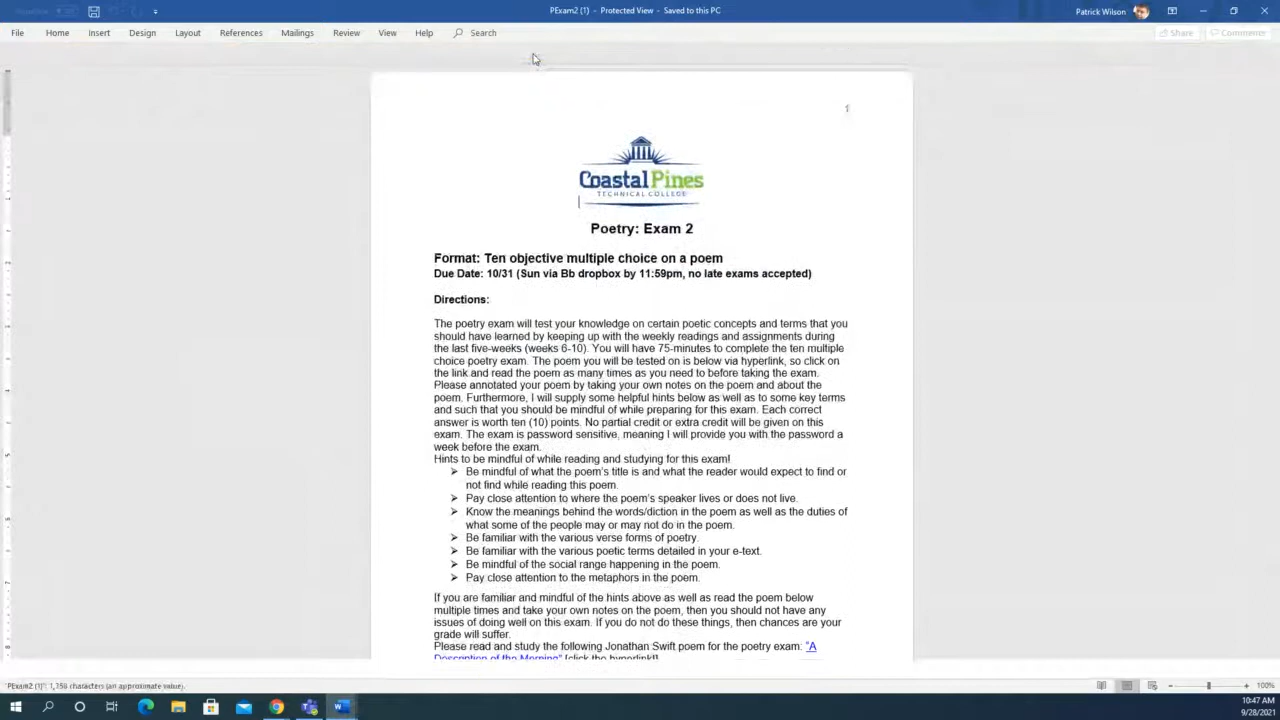 PExam2 (1) - Protected View - Saved to this PC
Patrick Wilson
File Home Insert Design Layout References Mailings Review View Help Search
Share Comments
1
Coastal Pines
TECHNICAL COLLEGE
Poetry: Exam 2
Format: Ten objective multiple choice on a poem
Due Date: 10/31 (Sun via Bb dropbox by 11:59pm, no late exams accepted)
Directions:
The poetry exam will test your knowledge on certain poetic concepts and terms that you
should have learned by keeping up with the weekly readings and assignments during
the last five-weeks (weeks 6-10). You will have 75-minutes to complete the ten multiple
choice poetry exam. The poem you will be tested on is below via hyperlink, so click on
the link and read the poem as many times as you need to before taking the exam.
Please annotated your poem by taking your own notes on the poem and about the
poem. Furthermore, I will supply some helpful hints below as well as to some key terms
and such that you should be mindful of while preparing for this exam. Each correct
answer is worth ten (10) points. No partial credit or extra credit will be given on this
exam. The exam is password sensitive, meaning I will provide you with the password a
week before the exam.
Hints to be mindful of while reading and studying for this exam!
➢ Be mindful of what the poem's title is and what the reader would expect to find or
not find while reading this poem.
➢ Pay close attention to where the poem's speaker lives or does not live.
➢ Know the meanings behind the words/diction in the poem as well as the duties of
what some of the people may or may not do in the poem.
➢ Be familiar with the various verse forms of poetry.
➢ Be familiar with the various poetic terms detailed in your e-text.
➢ Be mindful of the social range happening in the poem.
➢ Pay close attention to the metaphors in the poem.
If you are familiar and mindful of the hints above as well as read the poem below
multiple times and take your own notes on the poem, then you should not have any
issues of doing well on this exam. If you do not do these things, then chances are your
grade will suffer.
Please read and study the following Jonathan Swift poem for the poetry exam: "A
Description of the Morning" [click the hyperlink!]
PExam2 (1): 1,358 characters (an approximate value).
100%
10:47 AM
9/28/2021